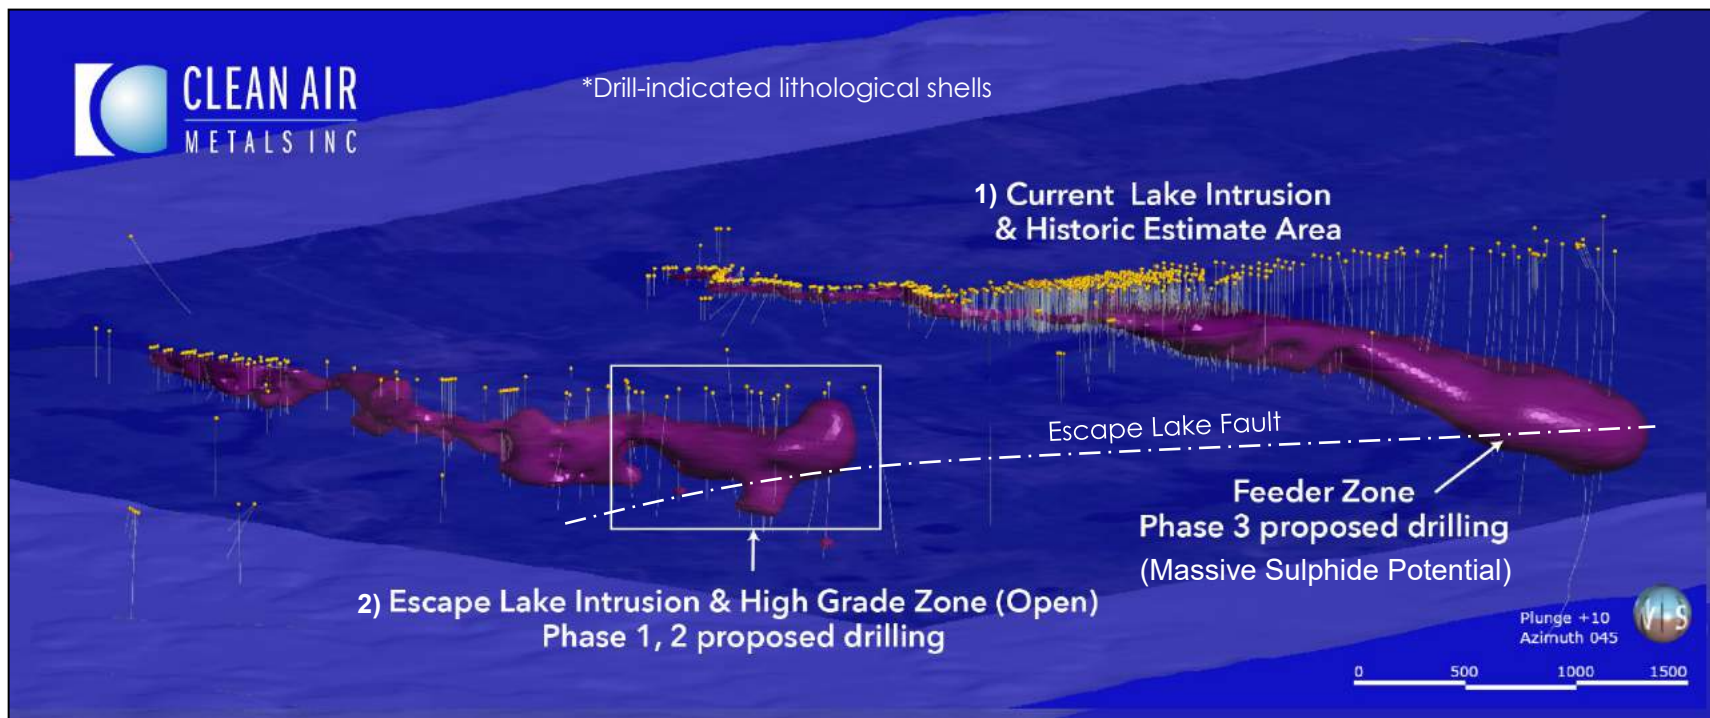 CLEAN AIR
METALS INC
*Drill-indicated lithological shells
1) Current Lake Intrusion
& Historic Estimate Area
Escape Lake Fault
Feeder Zone
Phase 3 proposed drilling
(Massive Sulphide Potential)
2) Escape Lake Intrusion & High Grade Zone (Open)
Phase 1, 2 proposed drilling
Plunge +10
Azimuth 045
0 500 1000 1500